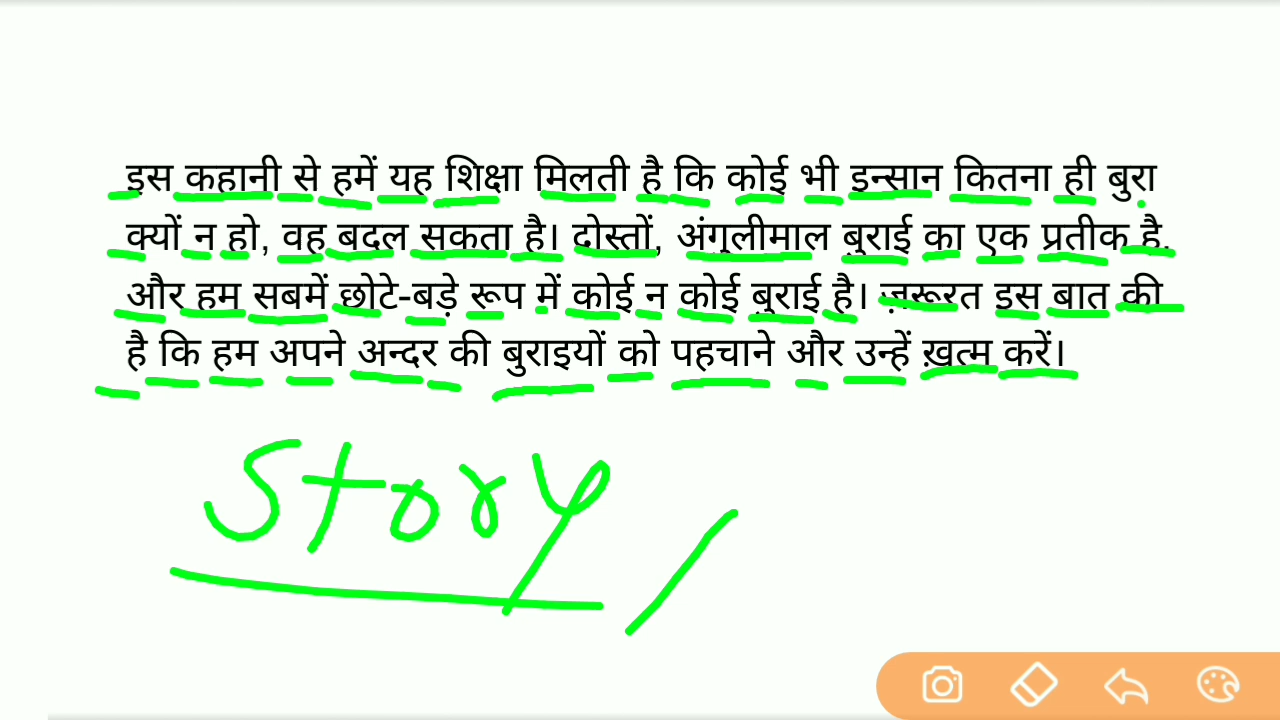 इस कहानी से हमें यह शिक्षा मिलती है कि कोई भी इन्सान कितना ही बुरा
क्यों न हो, वह बदल सकता है। दोस्तों, अंगुलीमाल बुराई का एक प्रतीक है,
और हम सबमें छोटे-बड़े रूप में कोई न कोई बुराई है। ज़रूरत इस बात की
है कि हम अपने अन्दर की बुराइयों को पहचाने और उन्हें ख़त्म करें।
Story